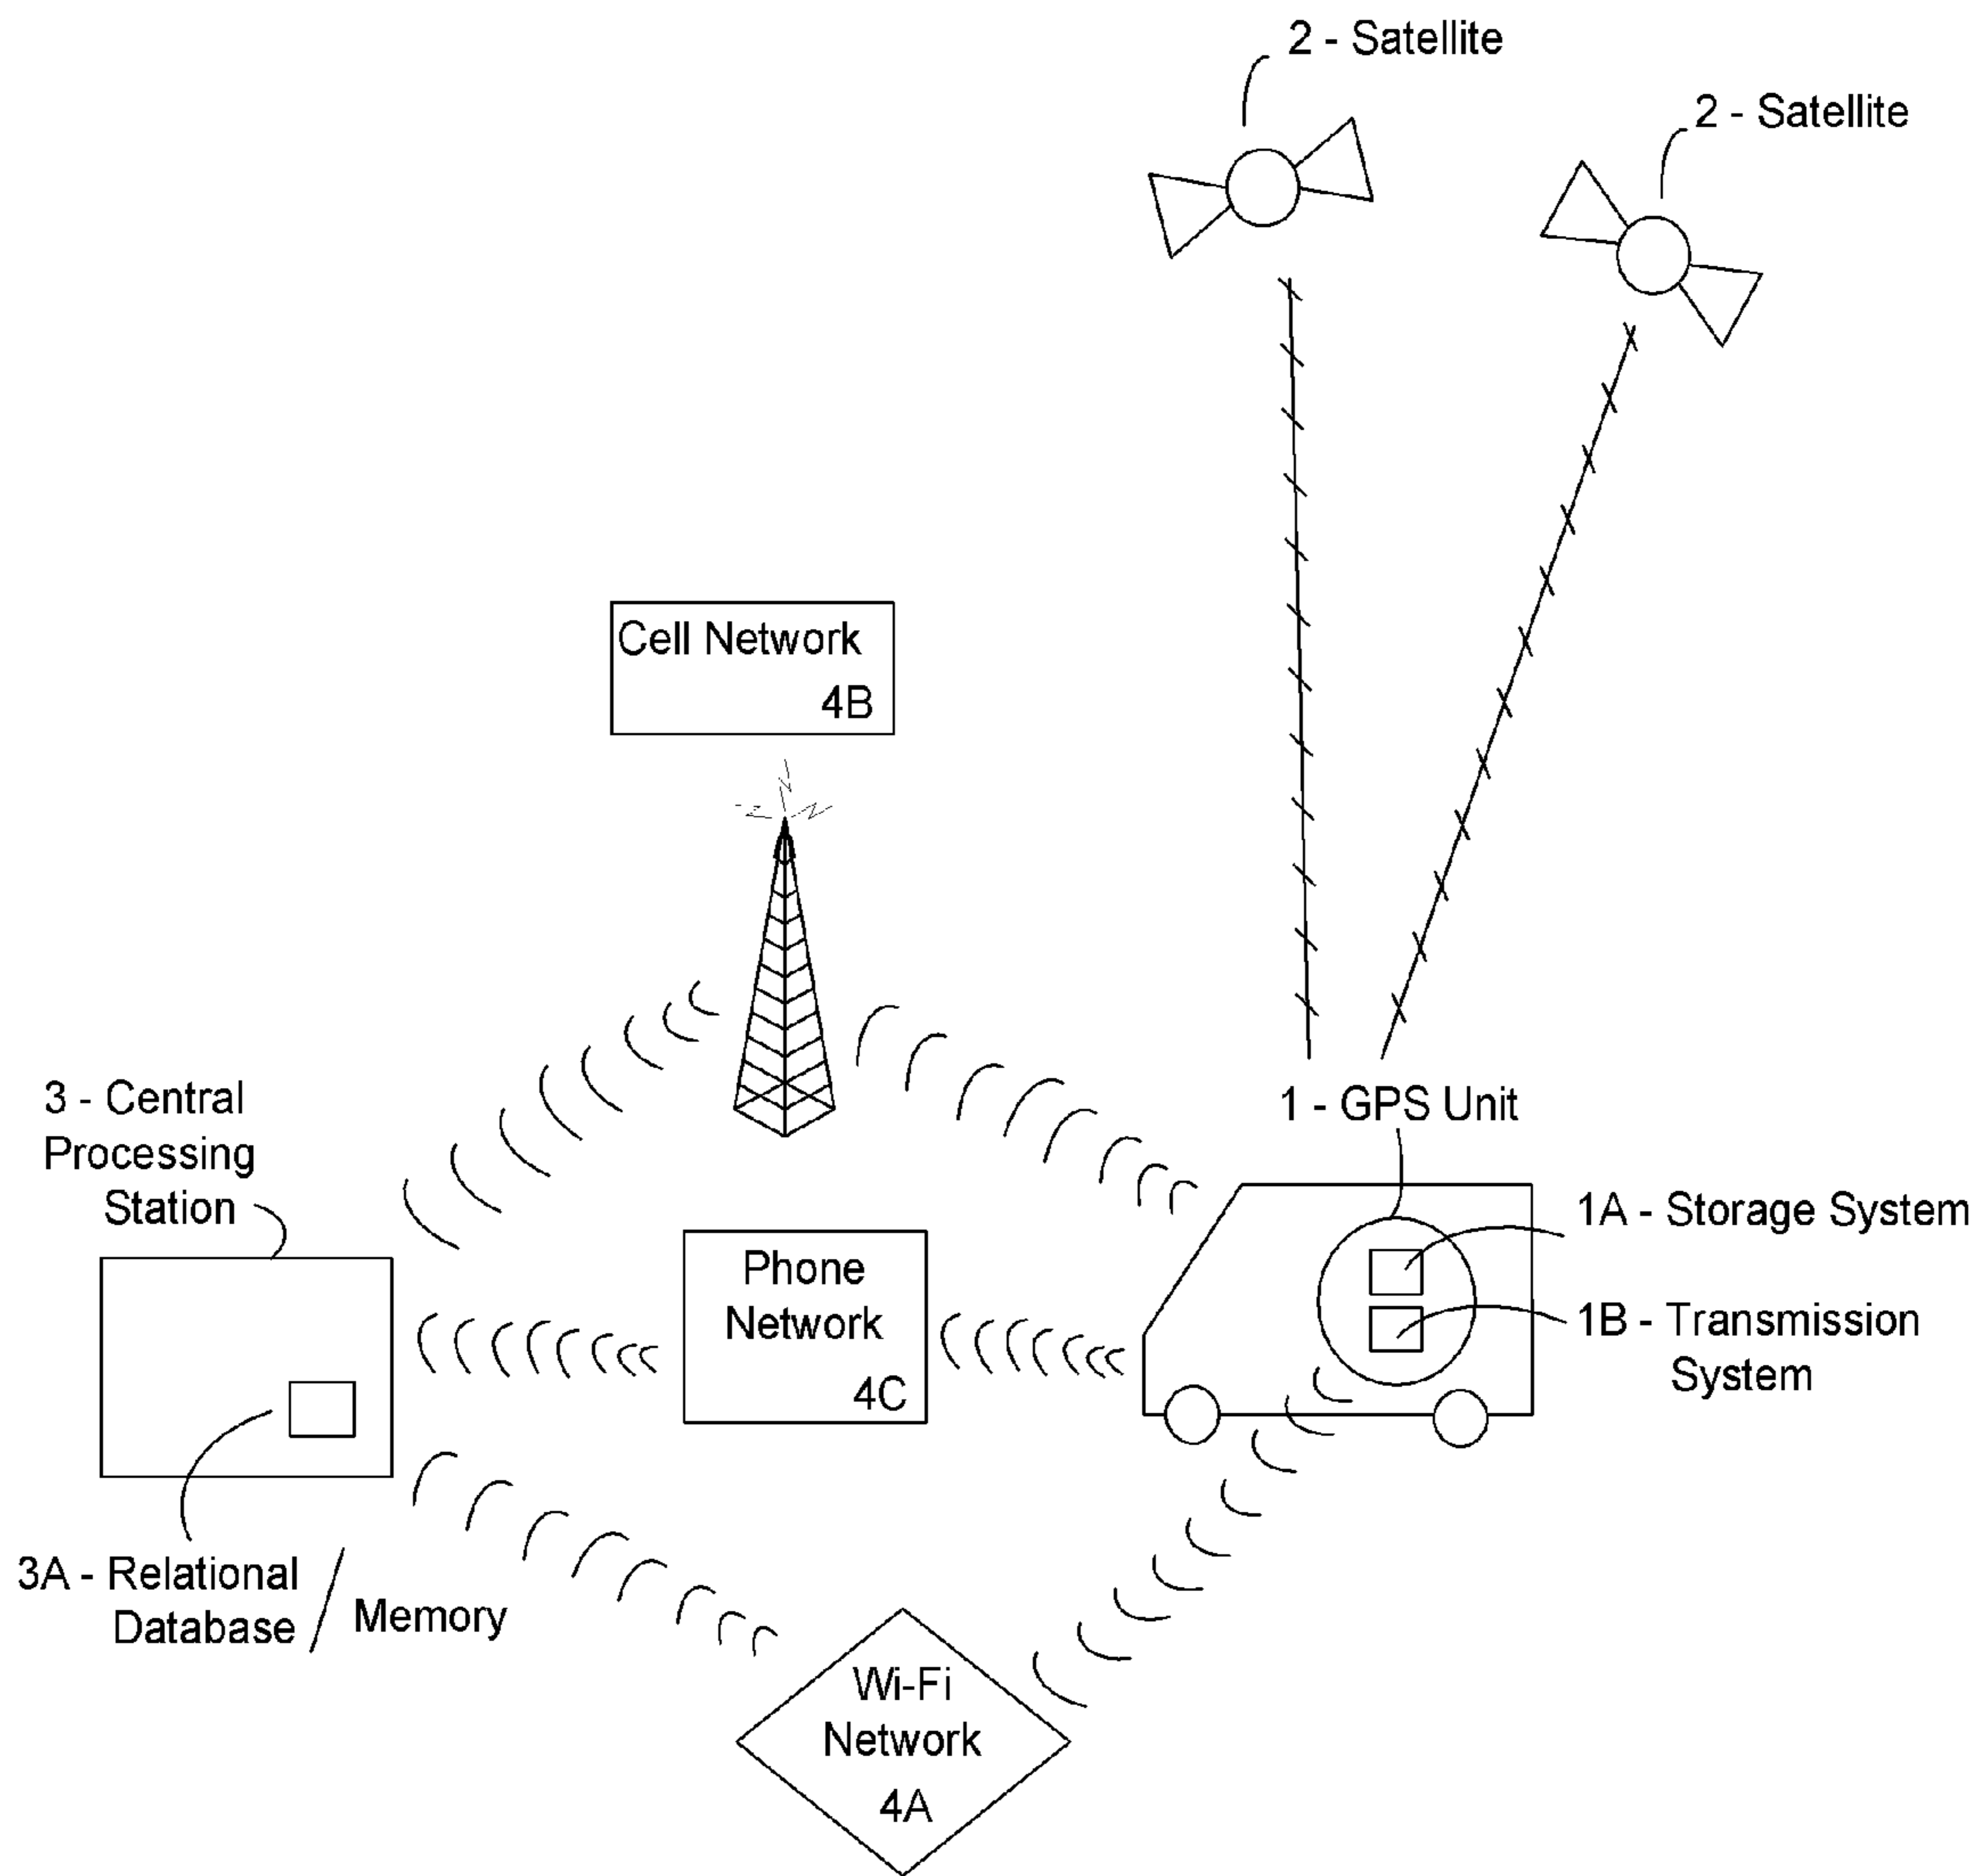 2 - Satellite
2 - Satellite
Cell Network
4B
3 - Central
Processing
Station
1 - GPS Unit
1A - Storage System
1B - Transmission
System
Phone
Network
4C
3A - Relational
Database / Memory
Wi-Fi
Network
4A